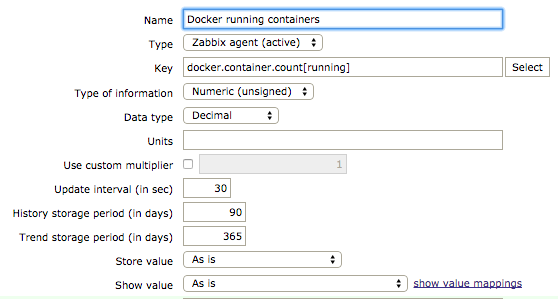 Name Docker running containers
Type Zabbix agent (active)
Key docker.container.count[running] Select
Type of information Numeric (unsigned)
Data type Decimal
Units
Use custom multiplier 1
Update interval (in sec) 30
History storage period (in days) 90
Trend storage period (in days) 365
Store value As is
Show value As is show value mappings